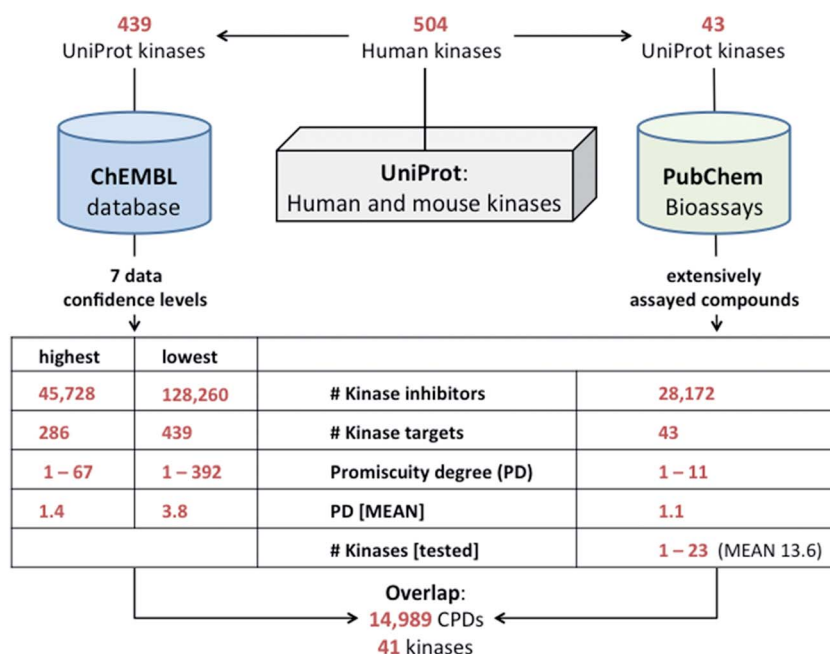 439
UniProt kinases
504
Human kinases
43
UniProt kinases
ChEMBL
database
UniProt:
Human and mouse kinases
PubChem
Bioassays
7 data
confidence levels
extensively
assayed compounds
highest lowest
45,728 128,260 # Kinase inhibitors 28,172
286 439 # Kinase targets 43
1 – 67 1 – 392 Promiscuity degree (PD) 1 – 11
1.4 3.8 PD [MEAN] 1.1
# Kinases [tested] 1 – 23 (MEAN 13.6)
Overlap:
14,989 CPDs
41 kinases